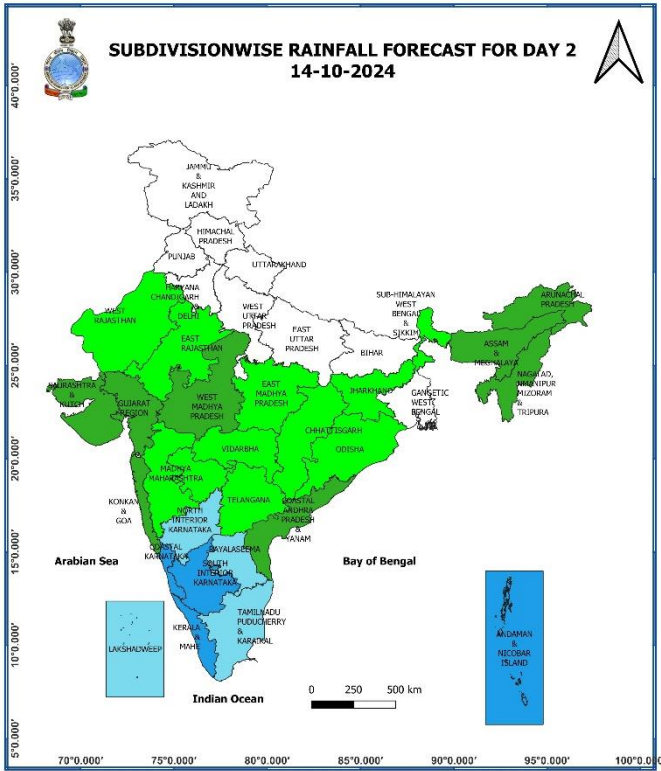 SUBDIVISIONWISE RAINFALL FORECAST FOR DAY 2
14-10-2024
40°0.000'
35°0.000'
30°0.000'
25°0.000'
20°0.000'
15°0.000'
10°0.000'
5°0.000'
JAMMU
&
KASHMIR
AND
LADAKH
HIMACHAL
PRADESH
PUNJAB
UTTARAKHAND
HARYANA
CHANDIGARH
&
DELHI
WEST
RAJASTHAN
EAST
RAJASTHAN
WEST
UTTAR
PRADESH
EAST
UTTAR
PRADESH
BIHAR
SUB-HIMALAYAN
WEST
BENGAL
&
SIKKIM
ARUNACHAL
PRADESH
ASSAM
&
MEGHALAYA
NAGALAD,
MANIPUR
MIZORAM
&
TRIPURA
SAURASHTRA
&
KUTCH
GUJARAT
REGION
WEST
MADHYA
PRADESH
EAST
MADHYA
PRADESH
JHARKHAND
GANGETIC
WEST
BENGAL
CHHATTISGARH
ODISHA
VIDARBHA
MADHYA
MAHARASHTRA
TELANGANA
COASTAL
ANDHRA
PRADESH
&
YANAM
KONKAN
&
GOA
NORTH
INTERIOR
KARNATAKA
COASTAL
KARNATAKA
RAYALASEEMA
SOUTH
INTERIOR
KARNATAKA
Arabian Sea
Bay of Bengal
TAMILNADU
PUDUCHERRY
&
KARAIKAL
KERALA
&
MAHE
LAKSHADWEEP
ANDAMAN
&
NICOBAR
ISLAND
Indian Ocean
0 250 500 km
70°0.000' 75°0.000' 80°0.000' 85°0.000' 90°0.000' 95°0.000' 100°0.000'